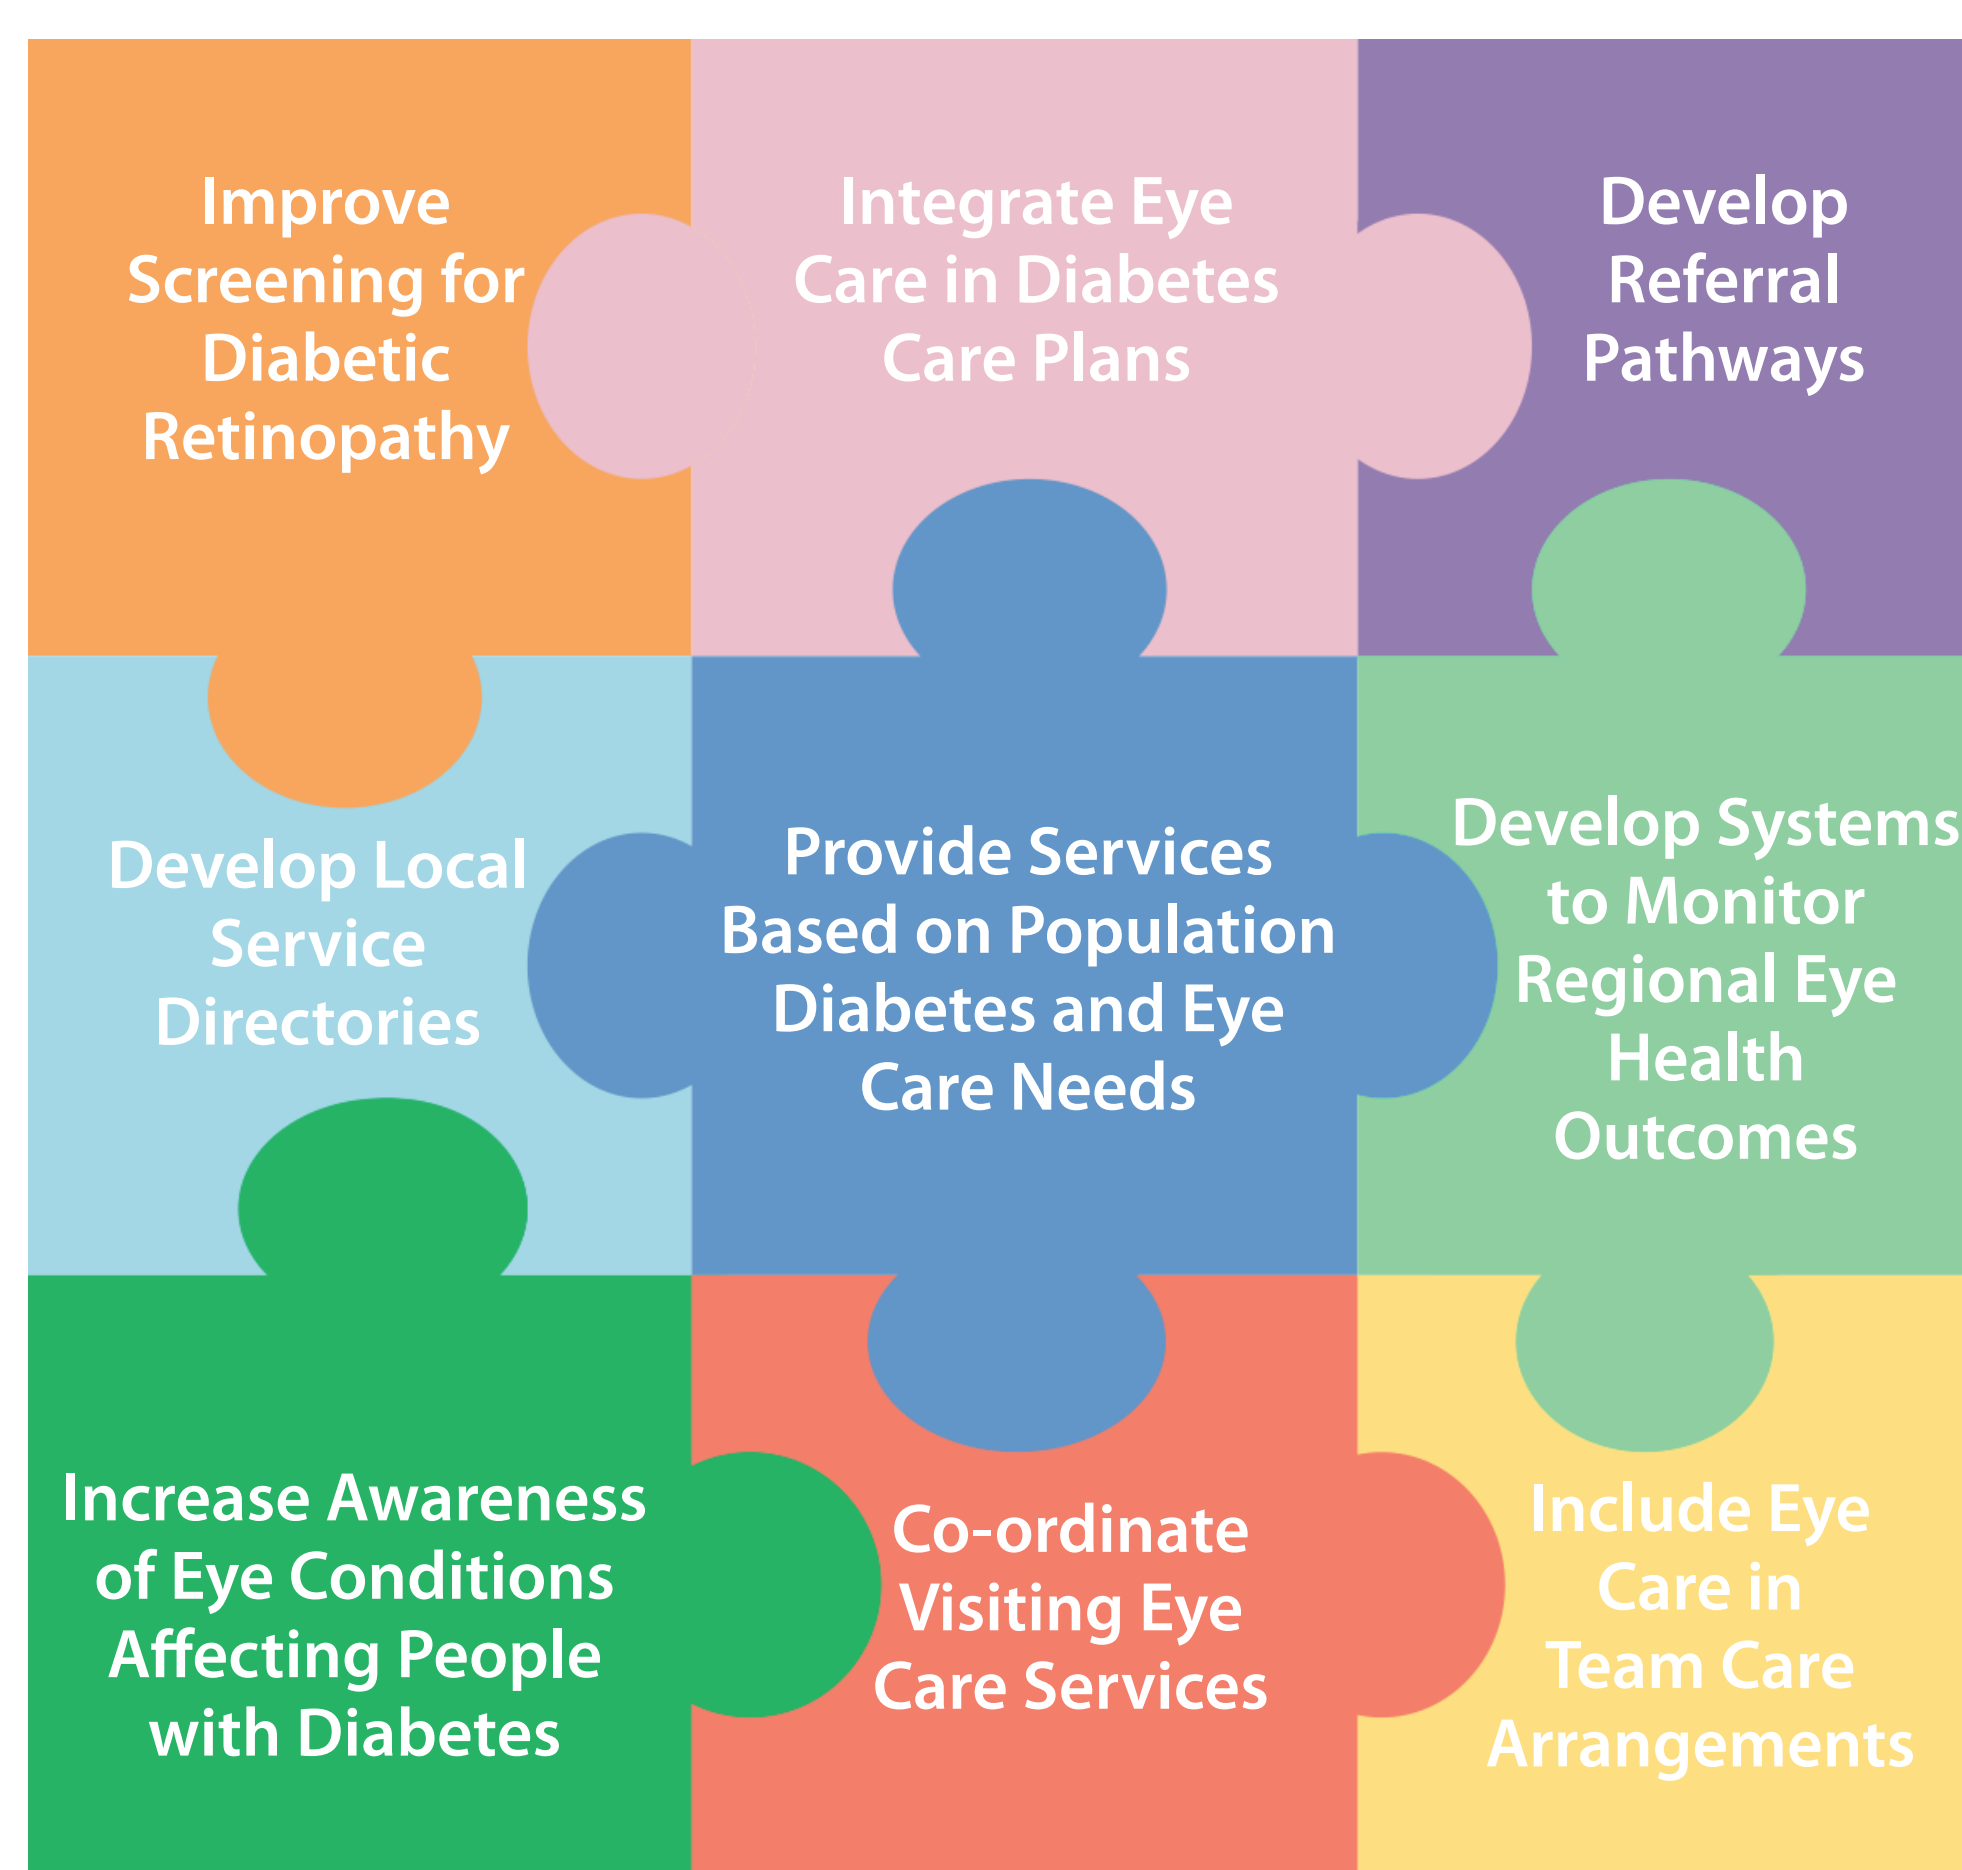 Improve
Screening for
Diabetic
Retinopathy
Integrate Eye
Care in Diabetes
Care Plans
Develop
Referral
Pathways
Develop Local
Service
Directories
Provide Services
Based on Population
Diabetes and Eye
Care Needs
Develop Systems
to Monitor
Regional Eye
Health
Outcomes
Increase Awareness
of Eye Conditions
Affecting People
with Diabetes
Co-ordinate
Visiting Eye
Care Services
Include Eye
Care in
Team Care
Arrangements